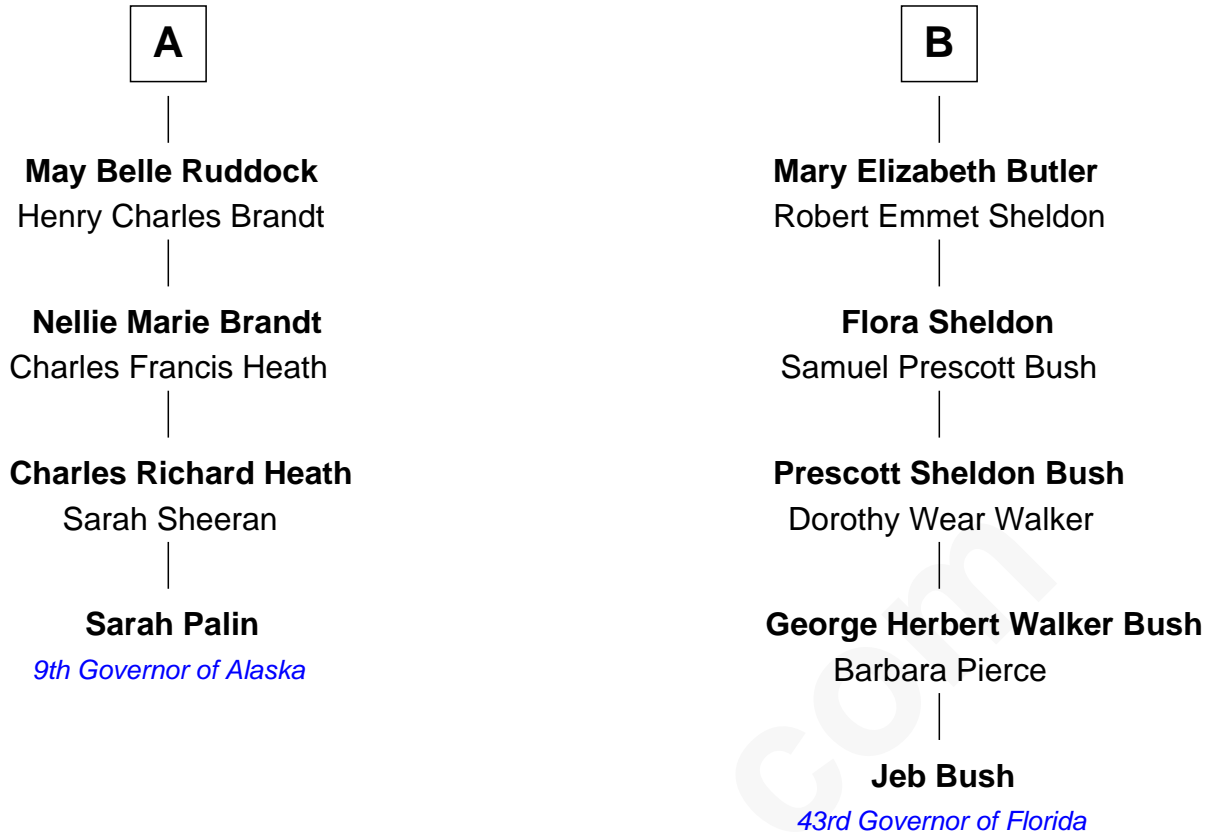 A
May Belle Ruddock
Henry Charles Brandt
Nellie Marie Brandt
Charles Francis Heath
Charles Richard Heath
Sarah Sheeran
Sarah Palin
9th Governor of Alaska
B
Mary Elizabeth Butler
Robert Emmet Sheldon
Flora Sheldon
Samuel Prescott Bush
Prescott Sheldon Bush
Dorothy Wear Walker
George Herbert Walker Bush
Barbara Pierce
Jeb Bush
43rd Governor of Florida
com